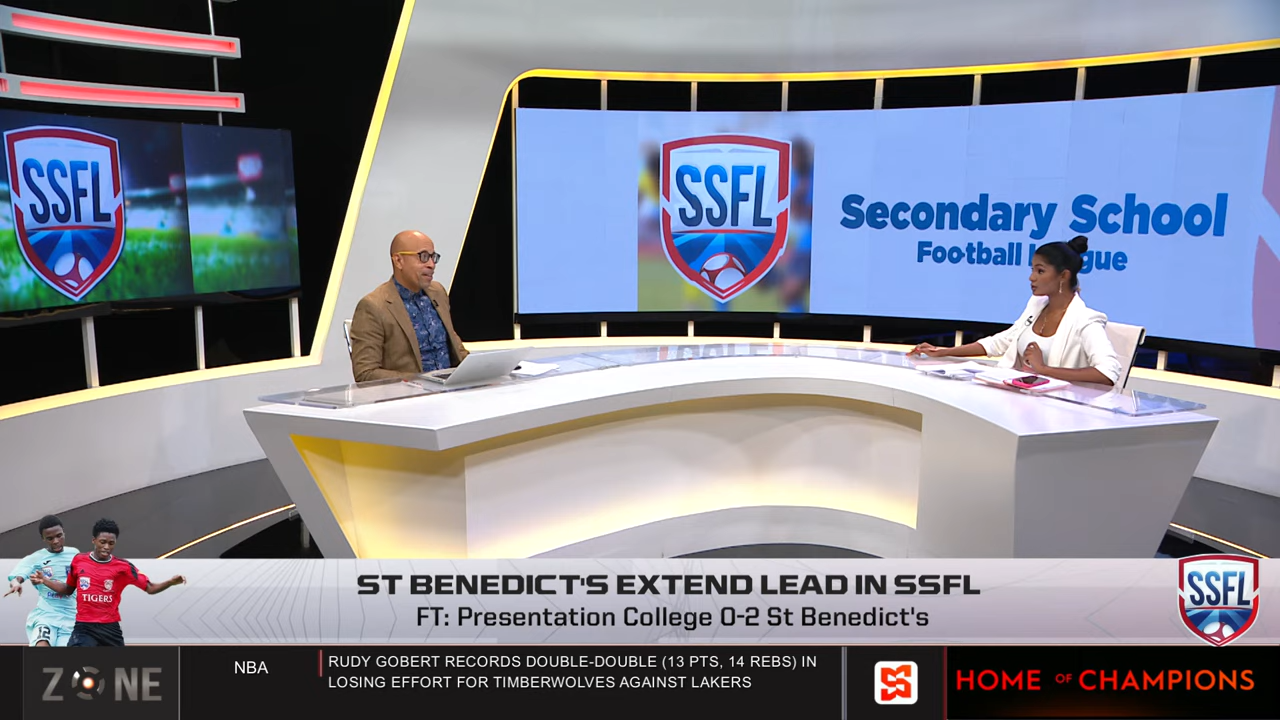 SSFL
SSFL
Secondary School
Football
SSFL
ST BENEDICT'S EXTEND LEAD IN SSFL
FT: Presentation College 0-2 St Benedict's
TIGERS
12
ZONE
NBA
RUDY GOBERT RECORDS DOUBLE-DOUBLE (13 PTS, 14 REBS) IN
LOSING EFFORT FOR TIMBERWOLVES AGAINST LAKERS
HOME OF CHAMPIONS